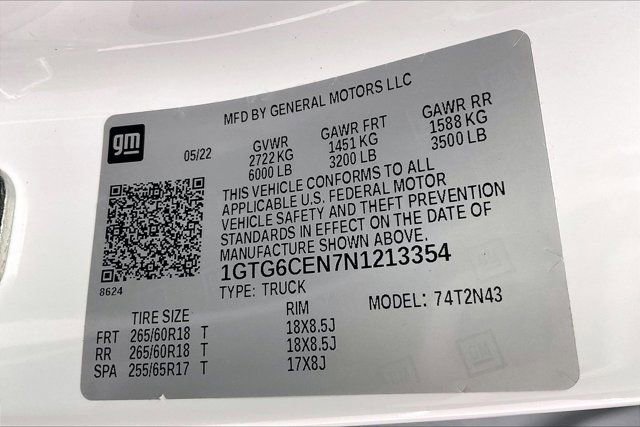 MFD BY GENERAL MOTORS LLC
gm
05/22 GVWR GAWR FRT GAWR RR
2722 KG 1451 KG 1588 KG
6000 LB 3200 LB 3500 LB
THIS VEHICLE CONFORMS TO ALL
APPLICABLE U.S. FEDERAL MOTOR
VEHICLE SAFETY AND THEFT PREVENTION
STANDARDS IN EFFECT ON THE DATE OF
MANUFACTURE SHOWN ABOVE.
1GTG6CEN7N1213354
8624
TYPE: TRUCK
MODEL: 74T2N43
TIRE SIZE RIM
FRT 265/60R18 T 18X8.5J
RR 265/60R18 T 18X8.5J
SPA 255/65R17 T 17X8J